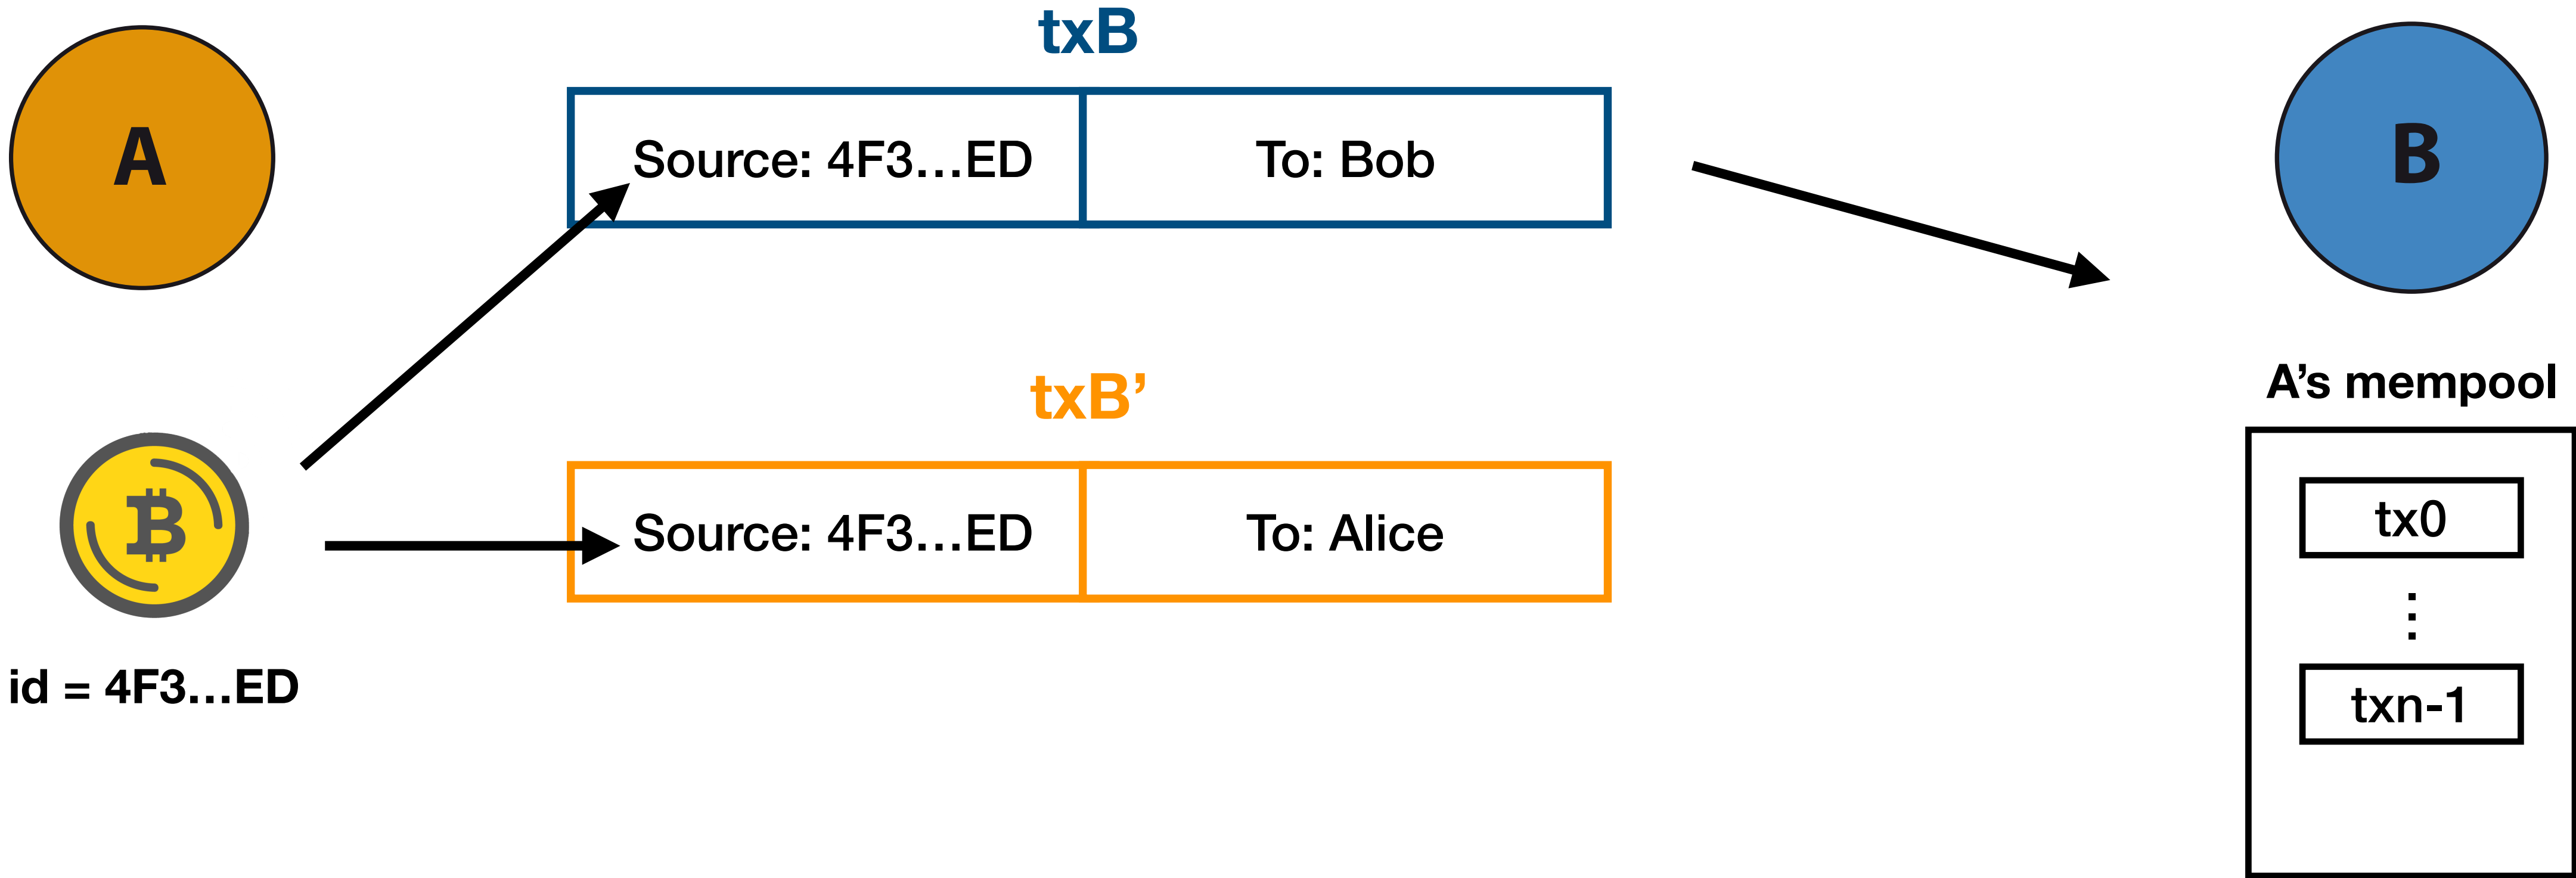 txB
A
Source: 4F3...ED
To: Bob
B
A's mempool
txB’
Source: 4F3...ED
To: Alice
tx0
⋮
txn-1
id = 4F3...ED